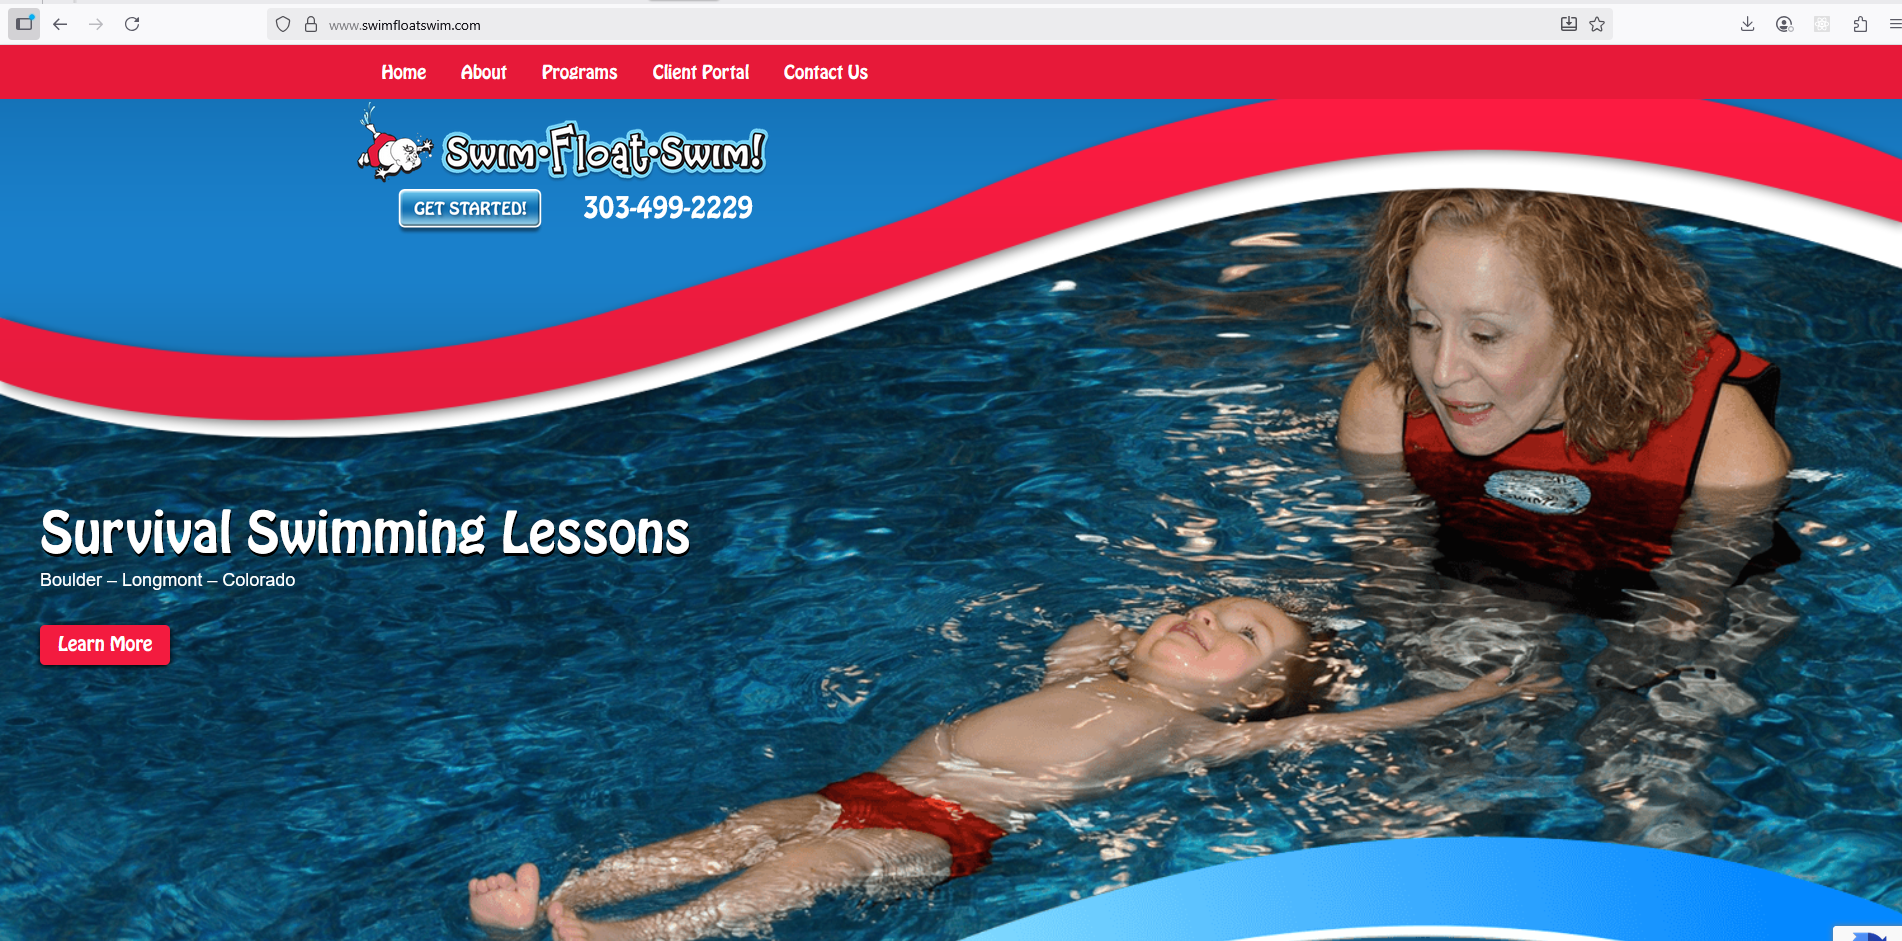 www.swimfloatswim.com
Home About Programs Client Portal Contact Us
Swim•Float•Swim!
GET STARTED! 303-499-2229
Survival Swimming Lessons
Boulder – Longmont – Colorado
Learn More